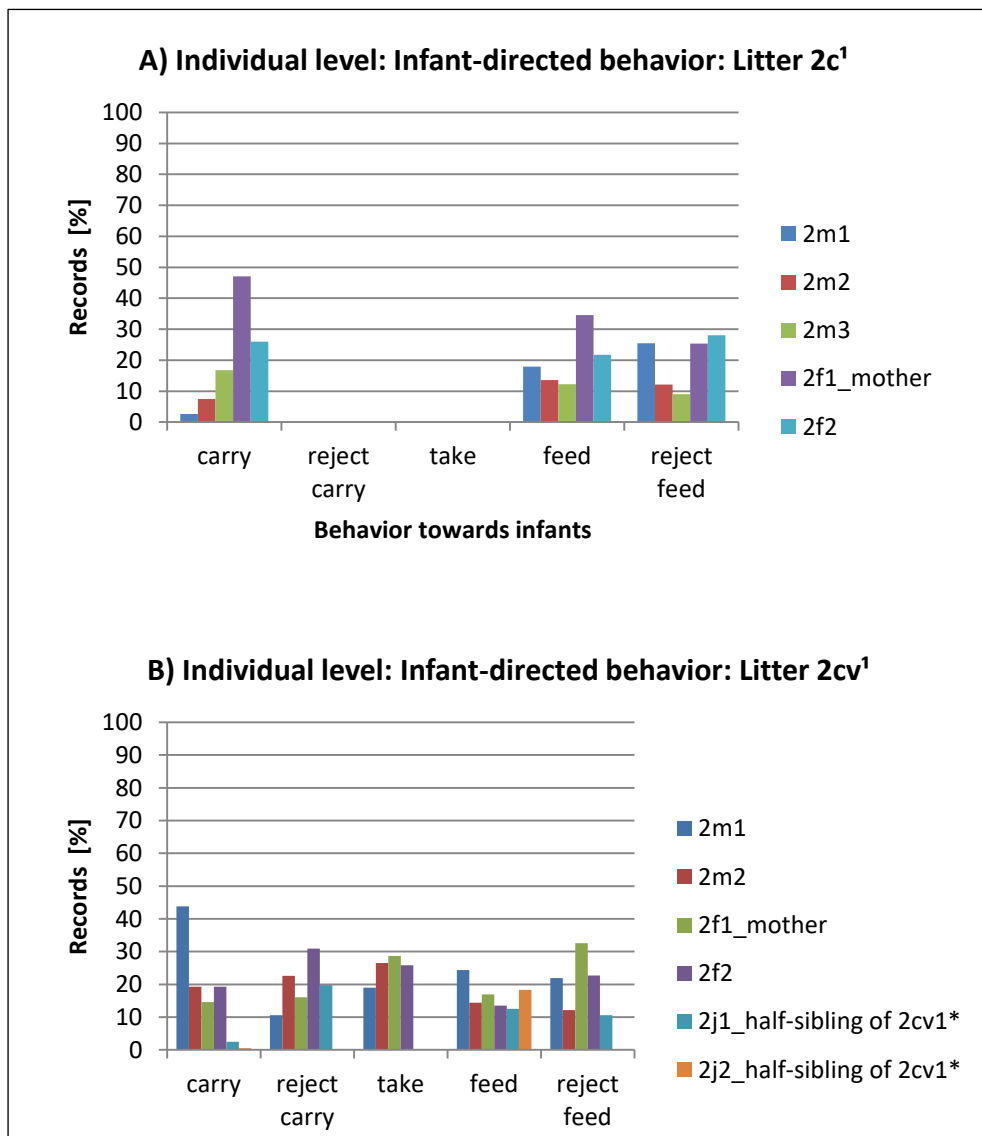 A) Individual level: Infant-directed behavior: Litter 2c¹
100
90
80
70
60
50
40
30
20
10
0
Records [%]
carry
reject carry
take
feed
reject feed
Behavior towards infants
2m1
2m2
2m3
2f1_mother
2f2
B) Individual level: Infant-directed behavior: Litter 2cv¹
100
90
80
70
60
50
40
30
20
10
0
Records [%]
carry
reject carry
take
feed
reject feed
2m1
2m2
2f1_mother
2f2
2j1_half-sibling of 2cv1*
2j2_half-sibling of 2cv1*